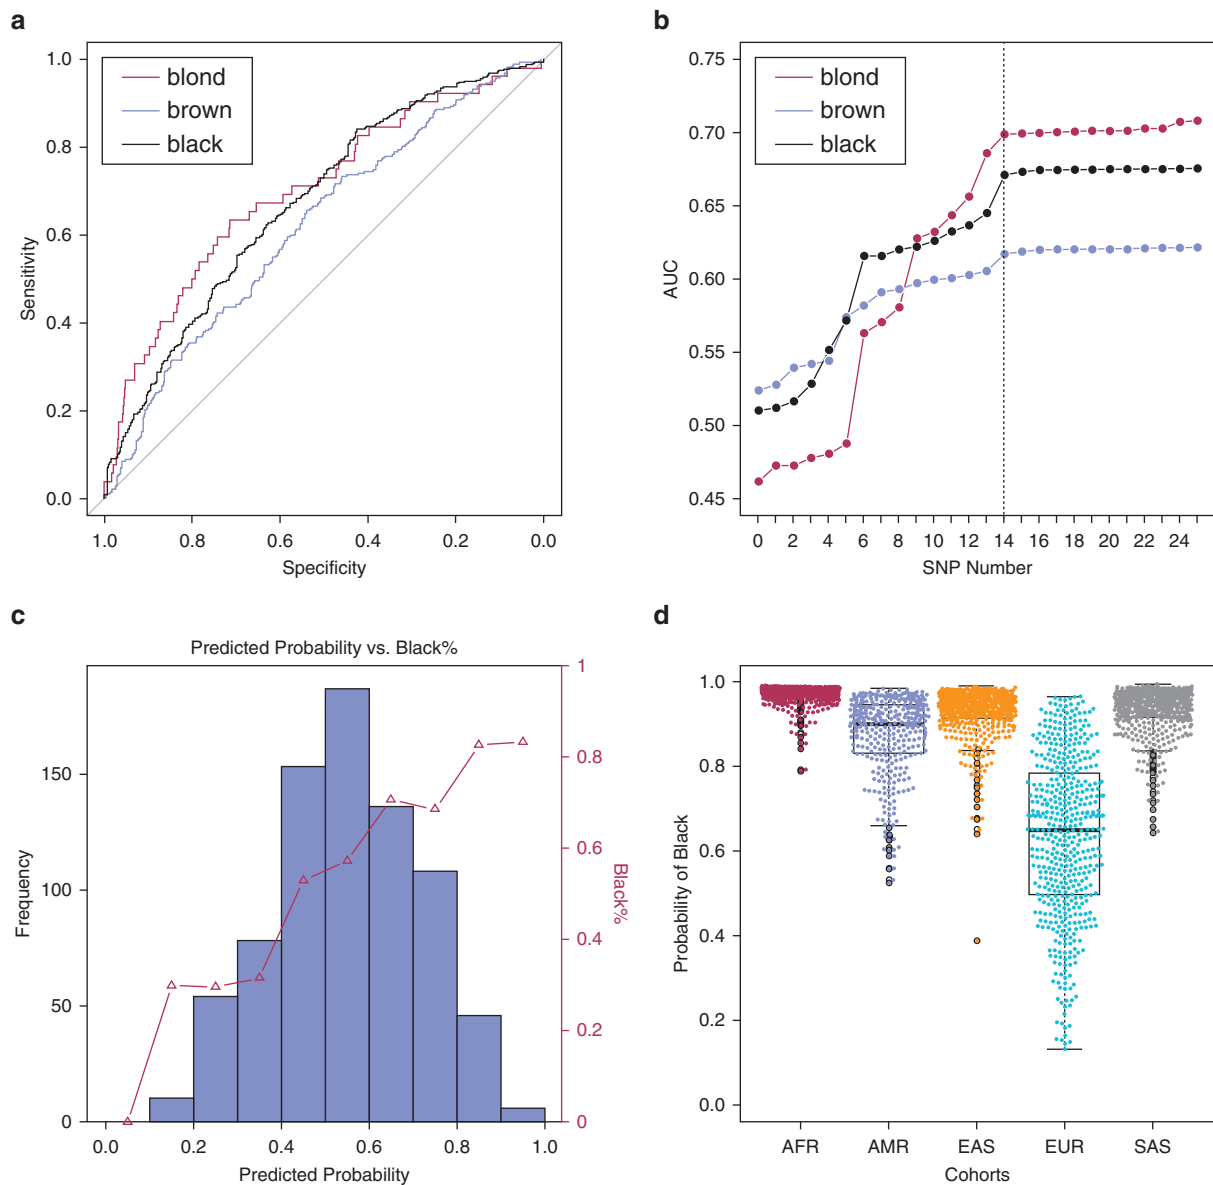 a
1.0
0.8
0.6
0.4
0.2
0.0
Sensitivity
blond
brown
black
1.0 0.8 0.6 0.4 0.2 0.0
Specificity
b
0.75
0.70
0.65
0.60
0.55
0.50
0.45
AUC
blond
brown
black
0 2 4 6 8 10 12 14 16 18 20 22 24
SNP Number
c
Predicted Probability vs. Black%
150
100
50
0
Frequency
1
0.8
0.6
0.4
0.2
0
Black%
0.0 0.2 0.4 0.6 0.8 1.0
Predicted Probability
d
1.0
0.8
0.6
0.4
0.2
0.0
Probability of Black
AFR AMR EAS EUR SAS
Cohorts